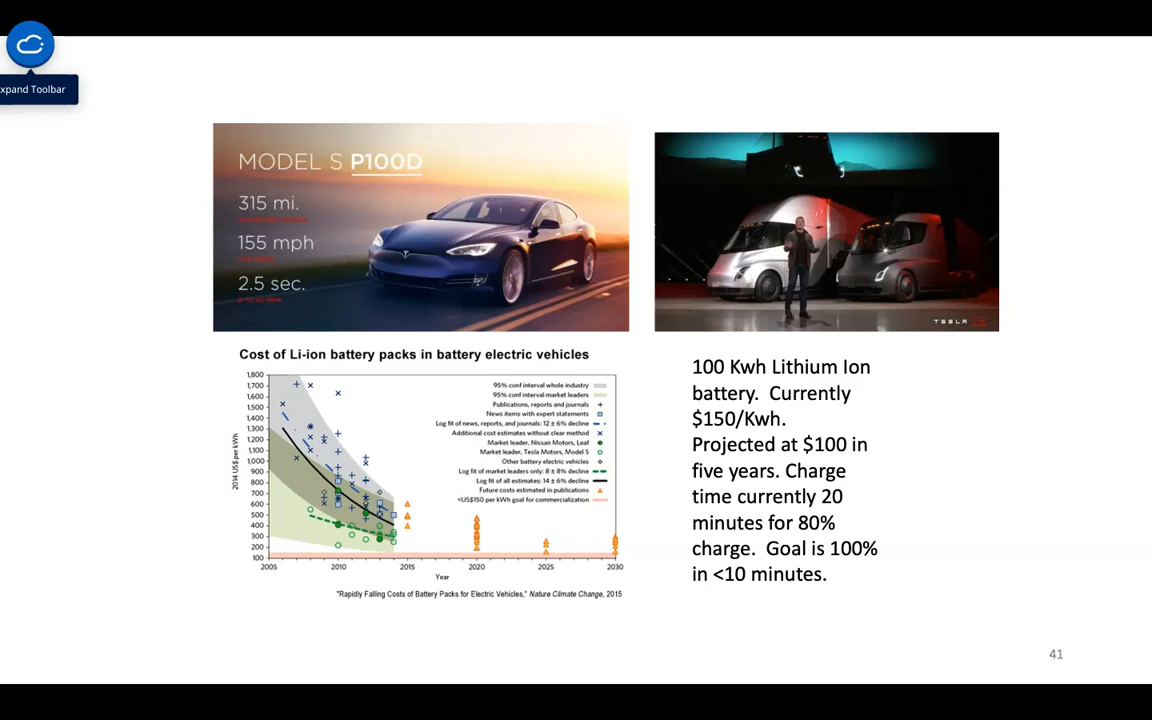 xpand Toolbar
MODEL S P100D
315 mi.
155 mph
2.5 sec.
TESLA
Cost of Li-ion battery packs in battery electric vehicles
1,800
1,700
1,600
1,500
1,400
1,300
1,200
1,100
1,000
900
800
700
600
500
400
300
200
100
2014 US$ per kWh
95% conf interval whole industry
95% conf interval market leaders
Publications, reports and journals
News items with expert statements
Log fit of news, reports, and journals: 12 ± 6% decline
Additional cost estimates without clear method
Market leader, Nissan Motors, Leaf
Market leader, Tesla Motors, Model S
Other battery electric vehicles
Log fit of market leaders only: 8 ± 8% decline
Log fit of all estimates: 14 ± 6% decline
Future costs estimated in publications
<US$150 per kWh goal for commercialization
2005 2010 2015 2020 2025 2030
Year
"Rapidly Falling Costs of Battery Packs for Electric Vehicles," Nature Climate Change, 2015
100 Kwh Lithium Ion
battery. Currently
$150/Kwh.
Projected at $100 in
five years. Charge
time currently 20
minutes for 80%
charge. Goal is 100%
in <10 minutes.
41